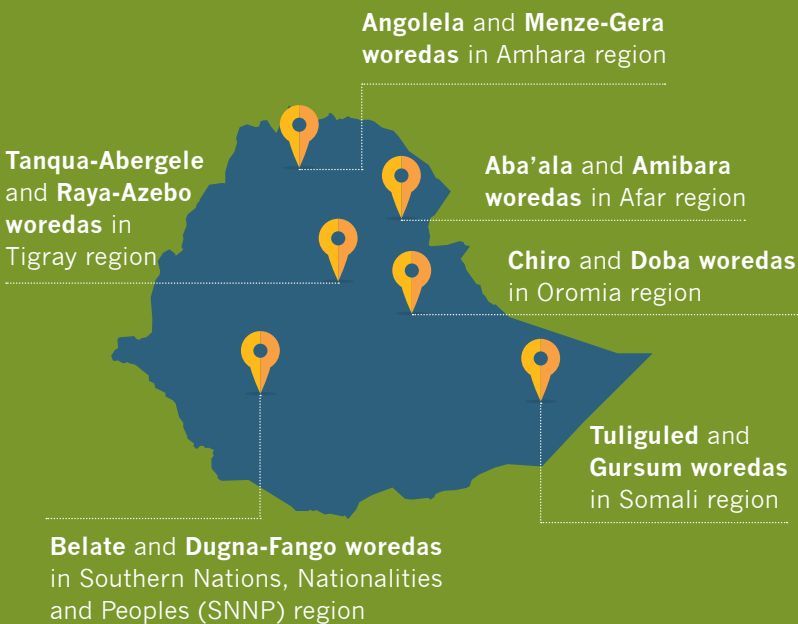 Angolela and Menze-Gera
woredas in Amhara region
Tanqua-Abergele
and Raya-Azebo
woredas in
Tigray region
Aba’ala and Amibara
woredas in Afar region
Chiro and Doba woredas
in Oromia region
Tuliguled and
Gursum woredas
in Somali region
Belate and Dugna-Fango woredas
in Southern Nations, Nationalities
and Peoples (SNNP) region